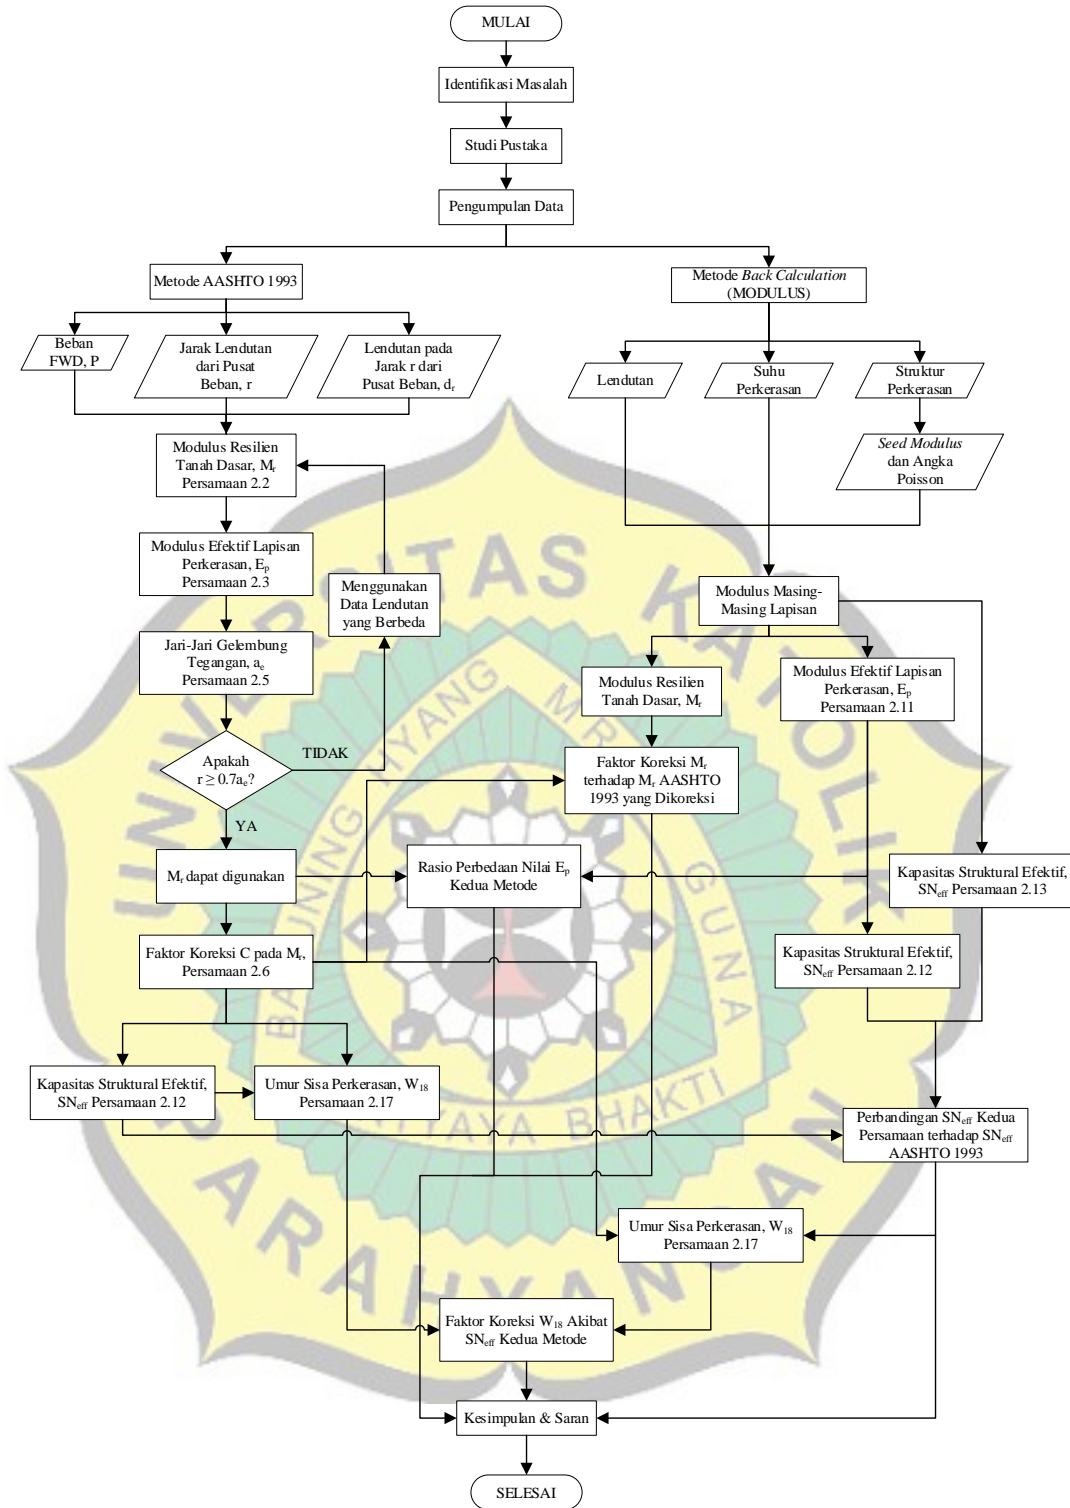 MULAI
Identifikasi Masalah
Studi Pustaka
Pengumpulan Data
Metode AASHTO 1993
Metode Back Calculation
(MODULUS)
Beban
FWD, P
Jarak Lendutan
dari Pusat
Beban, r
Lendutan pada
Jarak r dari
Pusat Beban, dᵣ
Lendutan
Suhu
Perkerasan
Struktur
Perkerasan
Seed Modulus
dan Angka
Poisson
Modulus Resilien
Tanah Dasar, Mᵣ
Persamaan 2.2
Modulus Efektif Lapisan
Perkerasan, Eₚ
Persamaan 2.3
Menggunakan
Data Lendutan
yang Berbeda
Jari-Jari Gelembung
Tegangan, aₑ
Persamaan 2.5
Apakah
r ≥ 0.7aₑ?
TIDAK
YA
Modulus Masing-
Masing Lapisan
Modulus Resilien
Tanah Dasar, Mᵣ
Modulus Efektif Lapisan
Perkerasan, Eₚ
Persamaan 2.11
Faktor Koreksi Mᵣ
terhadap Mᵣ AASHTO
1993 yang Dikoreksi
Mᵣ dapat digunakan
Rasio Perbedaan Nilai Eₚ
Kedua Metode
Kapasitas Struktural Efektif,
SNeff Persamaan 2.13
Faktor Koreksi C pada Mᵣ,
Persamaan 2.6
Kapasitas Struktural Efektif,
SNeff Persamaan 2.12
Kapasitas Struktural Efektif,
SNeff Persamaan 2.12
Umur Sisa Perkerasan, W₁₈
Persamaan 2.17
Perbandingan SNeff Kedua
Persamaan terhadap SNeff
AASHTO 1993
Umur Sisa Perkerasan, W₁₈
Persamaan 2.17
Faktor Koreksi W₁₈ Akibat
SNeff Kedua Metode
Kesimpulan & Saran
SELESAI
UNIVERSITAS KATOLIK
PARAHYANGAN
BAKUNING HYANG MRIH GUNA
BHAKTI